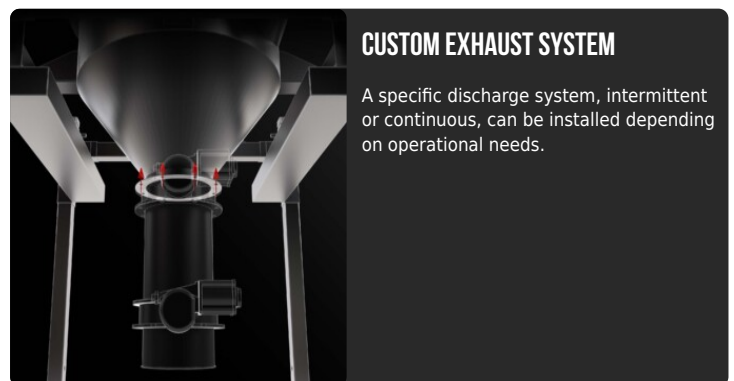 CUSTOM EXHAUST SYSTEM
A specific discharge system, intermittent
or continuous, can be installed depending
on operational needs.